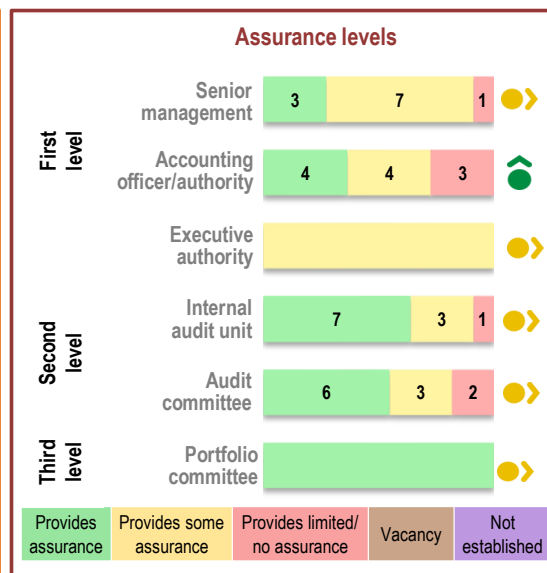 Assurance levels
First
level
Senior
management
3 7 1
Accounting
officer/authority
4 4 3
Executive
authority
Second
level
Internal
audit unit
7 3 1
Audit
committee
6 3 2
Third
level
Portfolio
committee
Provides
assurance
Provides some
assurance
Provides limited/
no assurance
Vacancy
Not
established